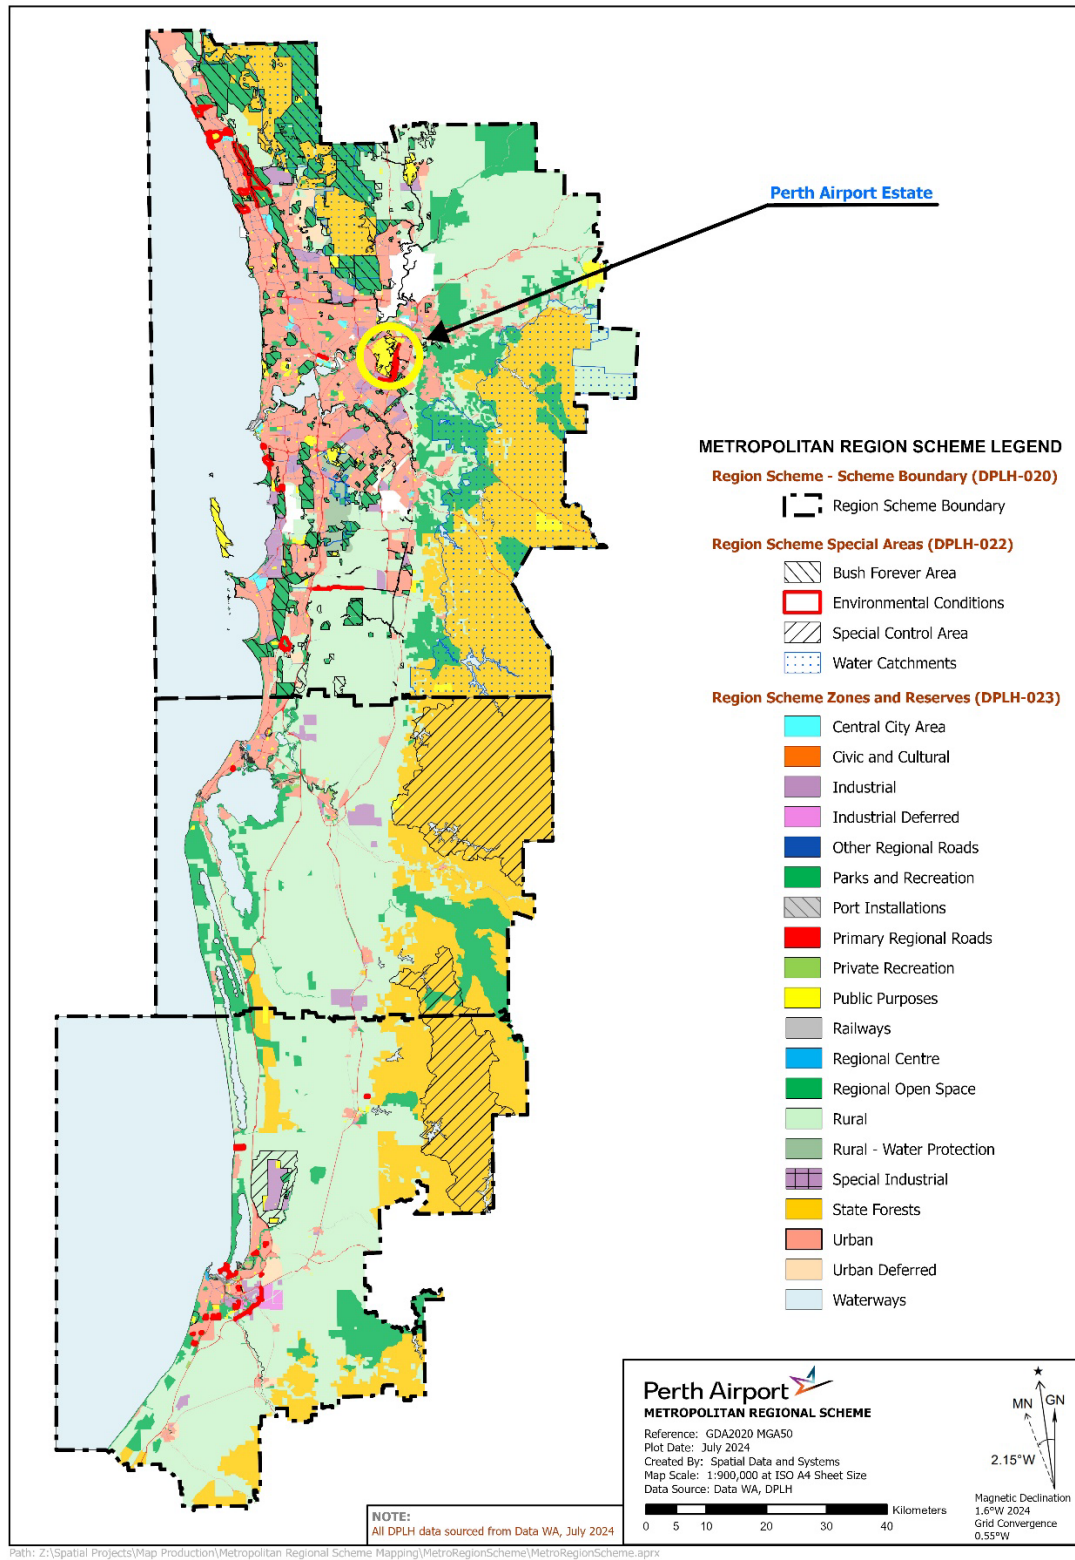 Perth Airport Estate
METROPOLITAN REGION SCHEME LEGEND
Region Scheme - Scheme Boundary (DPLH-020)
Region Scheme Boundary
Region Scheme Special Areas (DPLH-022)
Bush Forever Area
Environmental Conditions
Special Control Area
Water Catchments
Region Scheme Zones and Reserves (DPLH-023)
Central City Area
Civic and Cultural
Industrial
Industrial Deferred
Other Regional Roads
Parks and Recreation
Port Installations
Primary Regional Roads
Private Recreation
Public Purposes
Railways
Regional Centre
Regional Open Space
Rural
Rural - Water Protection
Special Industrial
State Forests
Urban
Urban Deferred
Waterways
Perth Airport
METROPOLITAN REGIONAL SCHEME
Reference: GDA2020 MGA50
Plot Date: July 2024
Created By: Spatial Data and Systems
Map Scale: 1:900,000 at ISO A4 Sheet Size
Data Source: Data WA, DPLH
Kilometers
0 5 10 20 30 40
MN GN
2.15°W
Magnetic Declination
1.6°W 2024
Grid Convergence
0.55°W
NOTE:
All DPLH data sourced from Data WA, July 2024
Path: Z:\Spatial Projects\Map Production\Metropolitan Regional Scheme Mapping\MetroRegionScheme\MetroRegionScheme.aprx